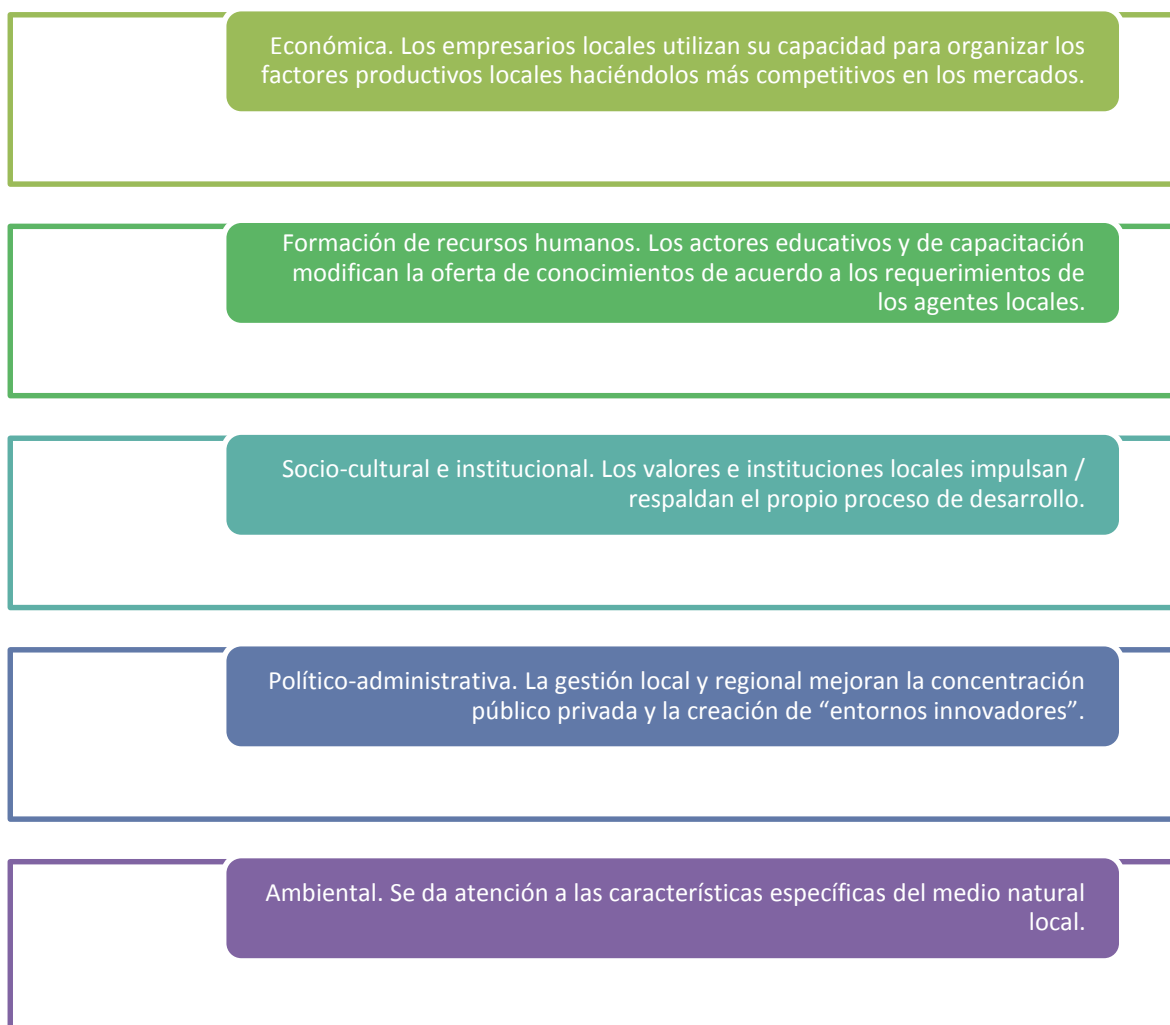 Económica. Los empresarios locales utilizan su capacidad para organizar los
factores productivos locales haciéndolos más competitivos en los mercados.
Formación de recursos humanos. Los actores educativos y de capacitación
modifican la oferta de conocimientos de acuerdo a los requerimientos de
los agentes locales.
Socio-cultural e institucional. Los valores e instituciones locales impulsan /
respaldan el propio proceso de desarrollo.
Político-administrativa. La gestión local y regional mejoran la concentración
público privada y la creación de “entornos innovadores”.
Ambiental. Se da atención a las características específicas del medio natural
local.